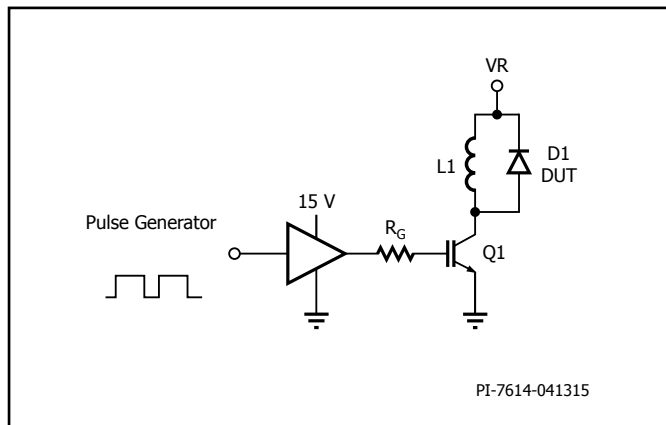 VR
L1
D1
DUT
15 V
Pulse Generator
RG
Q1
PI-7614-041315